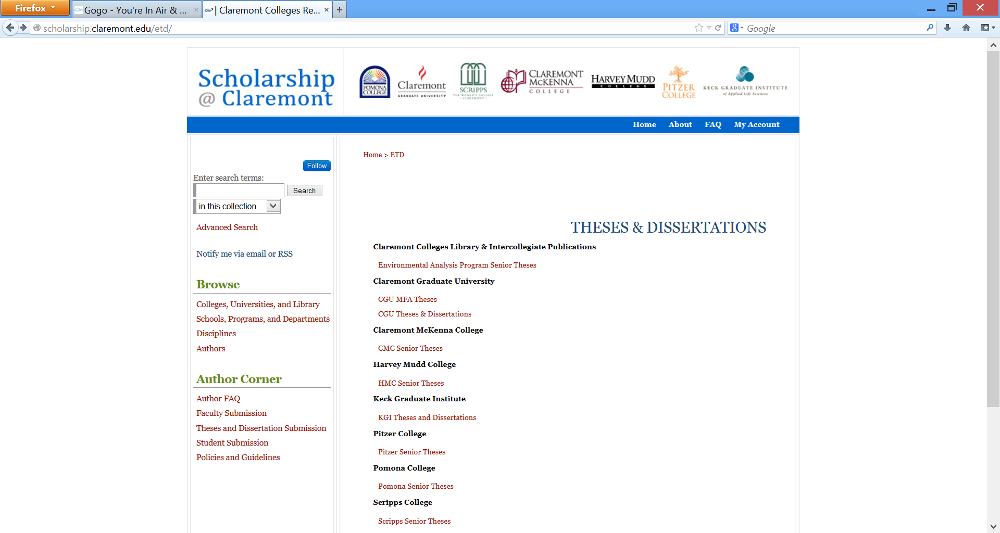 Firefox
Gogo - You're In Air & ...
| Claremont Colleges Re...
scholarship.claremont.edu/etd/
Google
Scholarship
@ Claremont
POMONA
COLLEGE
Claremont
GRADUATE UNIVERSITY
SCRIPPS
THE WOMEN'S COLLEGE
CLAREMONT
CLAREMONT
MCKENNA
COLLEGE
HARVEY MUDD
COLLEGE
PITZER
COLLEGE
KECK GRADUATE INSTITUTE
of Applied Life Sciences
Home About FAQ My Account
Follow
Enter search terms:
Search
in this collection
Advanced Search
Notify me via email or RSS
Browse
Colleges, Universities, and Library
Schools, Programs, and Departments
Disciplines
Authors
Author Corner
Author FAQ
Faculty Submission
Theses and Dissertation Submission
Student Submission
Policies and Guidelines
Home > ETD
THESES & DISSERTATIONS
Claremont Colleges Library & Intercollegiate Publications
Environmental Analysis Program Senior Theses
Claremont Graduate University
CGU MFA Theses
CGU Theses & Dissertations
Claremont McKenna College
CMC Senior Theses
Harvey Mudd College
HMC Senior Theses
Keck Graduate Institute
KGI Theses and Dissertations
Pitzer College
Pitzer Senior Theses
Pomona College
Pomona Senior Theses
Scripps College
Scripps Senior Theses